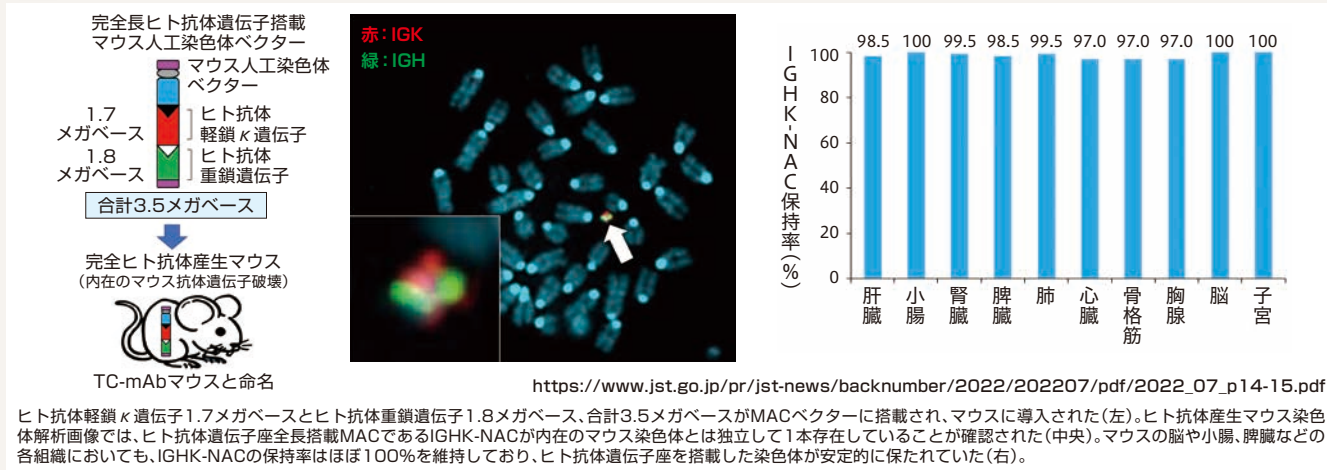 完全長ヒト抗体遺伝子搭載
マウス人工染色体ベクター
マウス人工染色体
ベクター
1.7
メガベース
ヒト抗体
軽鎖κ遺伝子
1.8
メガベース
ヒト抗体
重鎖遺伝子
合計3.5メガベース
完全ヒト抗体産生マウス
(内在のマウス抗体遺伝子破壊)
TC-mAbマウスと命名
赤:IGK
緑:IGH
IGHK-NAC保持率(%)
98.5 100 99.5 98.5 99.5 97.0 97.0 97.0 100 100
100
80
60
40
20
0
肝臓 小腸 腎臓 脾臓 肺 心臓 骨格筋 胸腺 脳 子宮
https://www.jst.go.jp/pr/jst-news/backnumber/2022/202207/pdf/2022_07_p14-15.pdf
ヒト抗体軽鎖κ遺伝子1.7メガベースとヒト抗体重鎖遺伝子1.8メガベース、合計3.5メガベースがMACベクターに搭載され、マウスに導入された(左)。ヒト抗体産生マウス染色
体解析画像では、ヒト抗体遺伝子座全長搭載MACであるIGHK-NACが内在のマウス染色体とは独立して1本存在していることが確認された(中央)。マウスの脳や小腸、脾臓などの
各組織においても、IGHK-NACの保持率はほぼ100%を維持しており、ヒト抗体遺伝子座を搭載した染色体が安定的に保たれていた(右)。